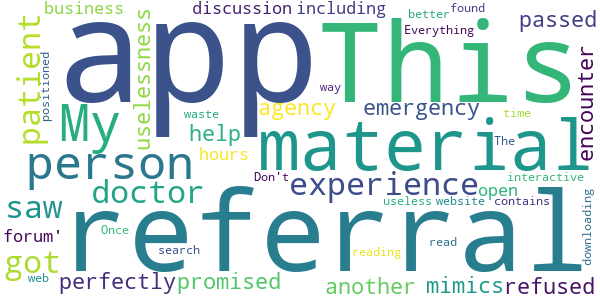 business
discussion including
better found
passed
app This
Everything
patient
positioned
uselessness
My
way
agency
emergency
encounter
waste
time
help
material
The
person
hours
Don't
experience
interactive
doctor
open
saw
useless website 'contains
referral
forum'
Once
search
reading
read
downloading
got
web
perfectly promised
another mimics refused